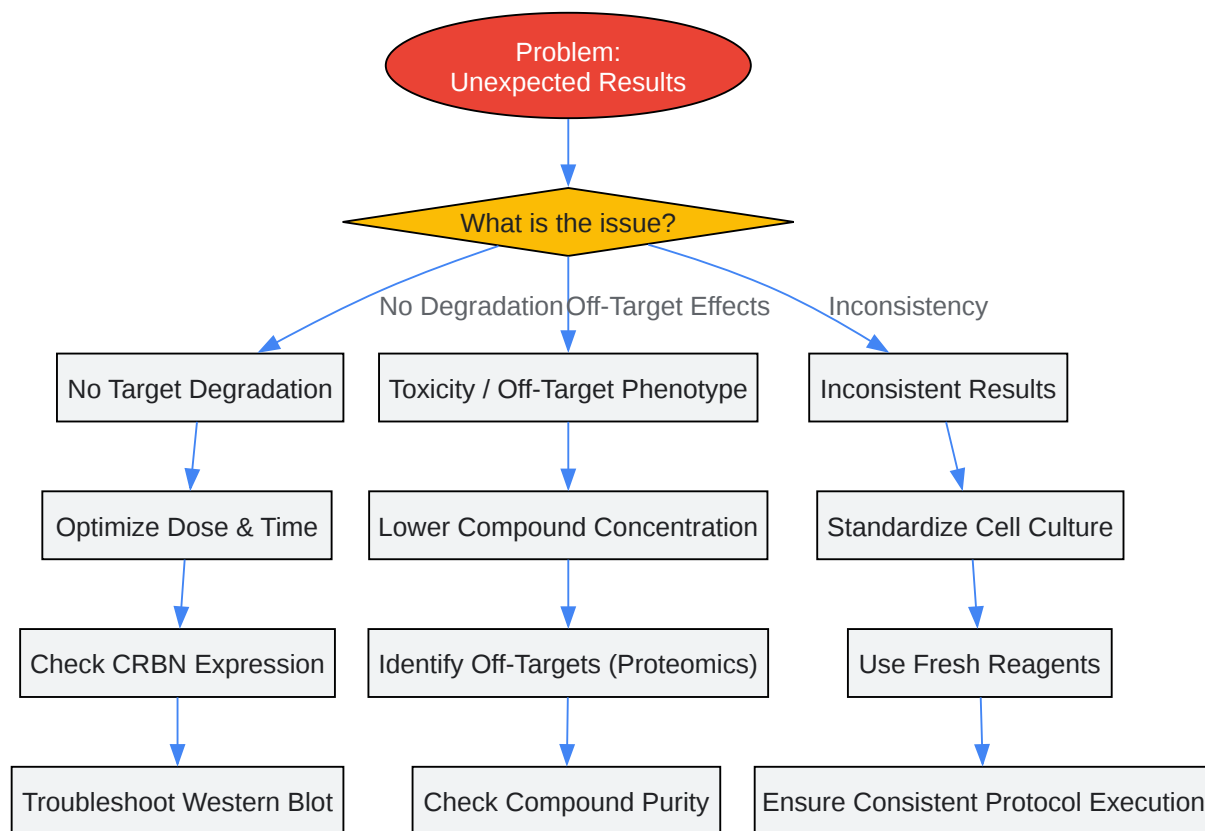 Problem:
Unexpected Results
What is the issue?
No Degradation
Off-Target Effects
Inconsistency
No Target Degradation
Toxicity / Off-Target Phenotype
Inconsistent Results
Optimize Dose & Time
Lower Compound Concentration
Standardize Cell Culture
Check CRBN Expression
Identify Off-Targets (Proteomics)
Use Fresh Reagents
Troubleshoot Western Blot
Check Compound Purity
Ensure Consistent Protocol Execution